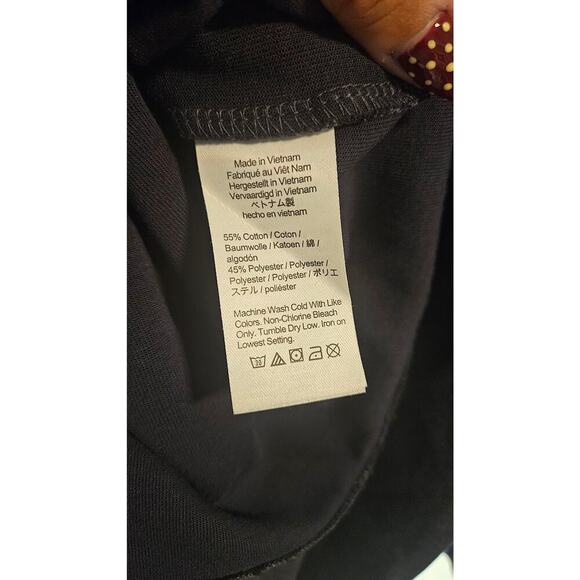 Made in Vietnam
Fabriqué au Viêt Nam
Hergestellt in Vietnam
Vervaardigd in Vietnam
ベトナム製
hecho en vietnam
55% Cotton / Coton /
Baumwolle / Katoen / 綿 /
algodón
45% Polyester / Polyester /
Polyester / Polyester / ポリエ
ステル / poliéster
Machine Wash Cold With Like
Colors. Non-Chlorine Bleach
Only. Tumble Dry Low. Iron on
Lowest Setting.
30